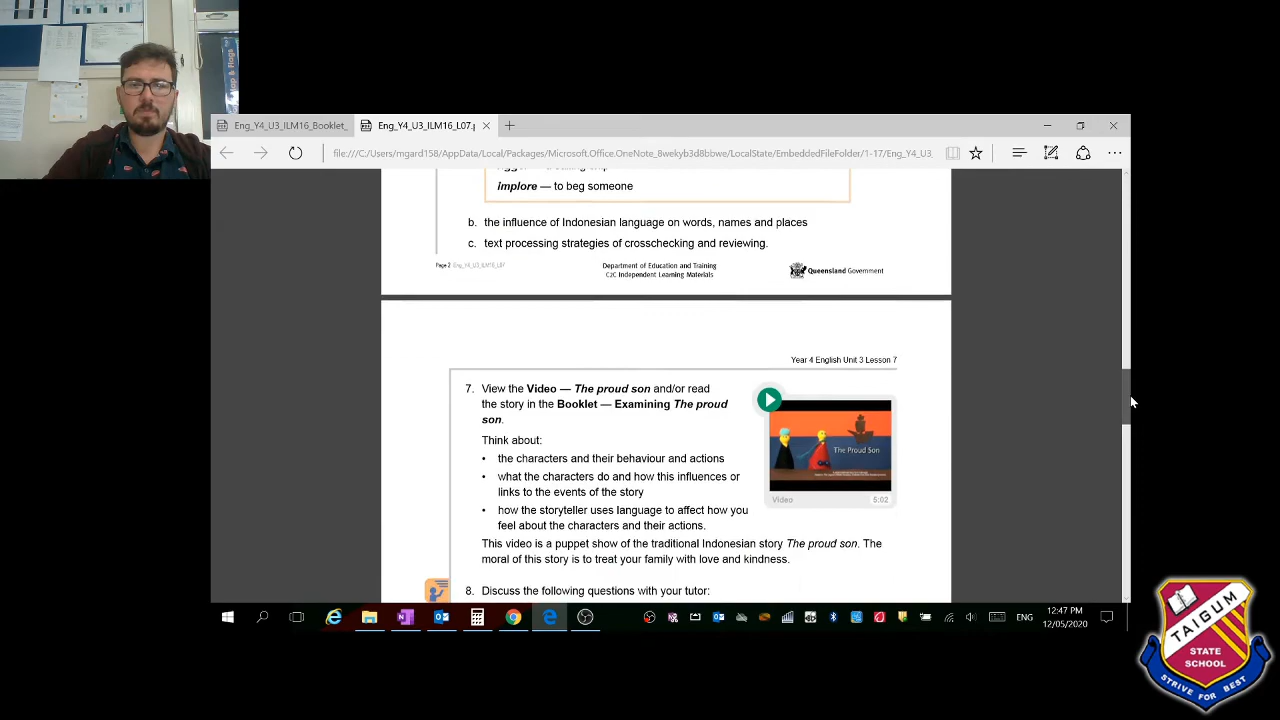 Eng_Y4_U3_ILM16_Booklet_
Eng_Y4_U3_ILM16_L07.p
file:///C:/Users/mgard158/AppData/Local/Packages/Microsoft.Office.OneNote_8wekyb3d8bbwe/LocalState/EmbeddedFileFolder/1-17/Eng_Y4_U3_
implore — to beg someone
b. the influence of Indonesian language on words, names and places
c. text processing strategies of crosschecking and reviewing.
Page 2 Eng_Y4_U3_ILM16_L07
Department of Education and Training
C2C Independent Learning Materials
Queensland Government
Year 4 English Unit 3 Lesson 7
7. View the Video — The proud son and/or read
the story in the Booklet — Examining The proud
son.
Think about:
• the characters and their behaviour and actions
• what the characters do and how this influences or
links to the events of the story
• how the storyteller uses language to affect how you
feel about the characters and their actions.
The Proud Son
Video 5:02
This video is a puppet show of the traditional Indonesian story The proud son. The
moral of this story is to treat your family with love and kindness.
8. Discuss the following questions with your tutor:
ENG
12:47 PM
12/05/2020
TAIGUM
STATE
SCHOOL
STRIVE FOR BEST